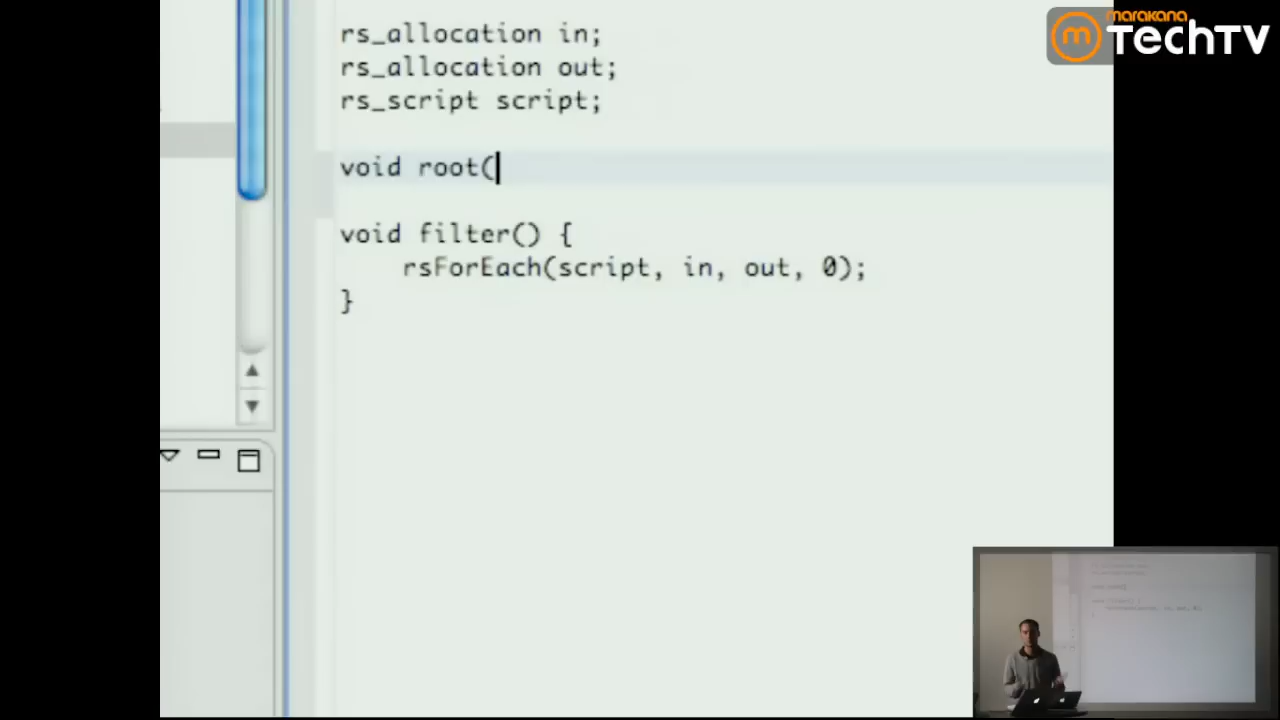 marakana
TechTV
rs_allocation in;
rs_allocation out;
rs_script script;
void root(
void filter() {
rsForEach(script, in, out, 0);
}